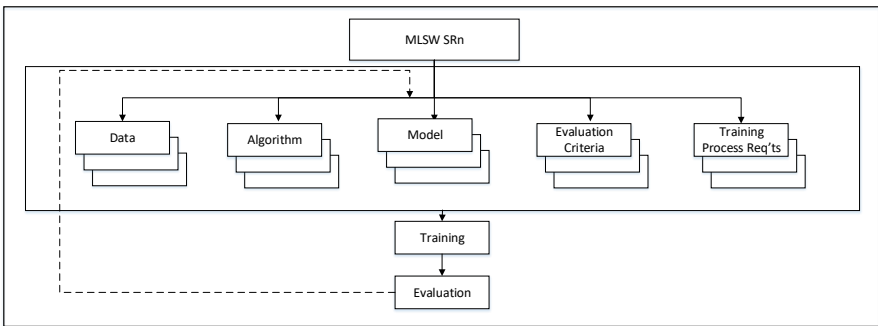 MLSW SRn
Data
Algorithm
Model
Evaluation
Criteria
Training
Process Req'ts
Training
Evaluation